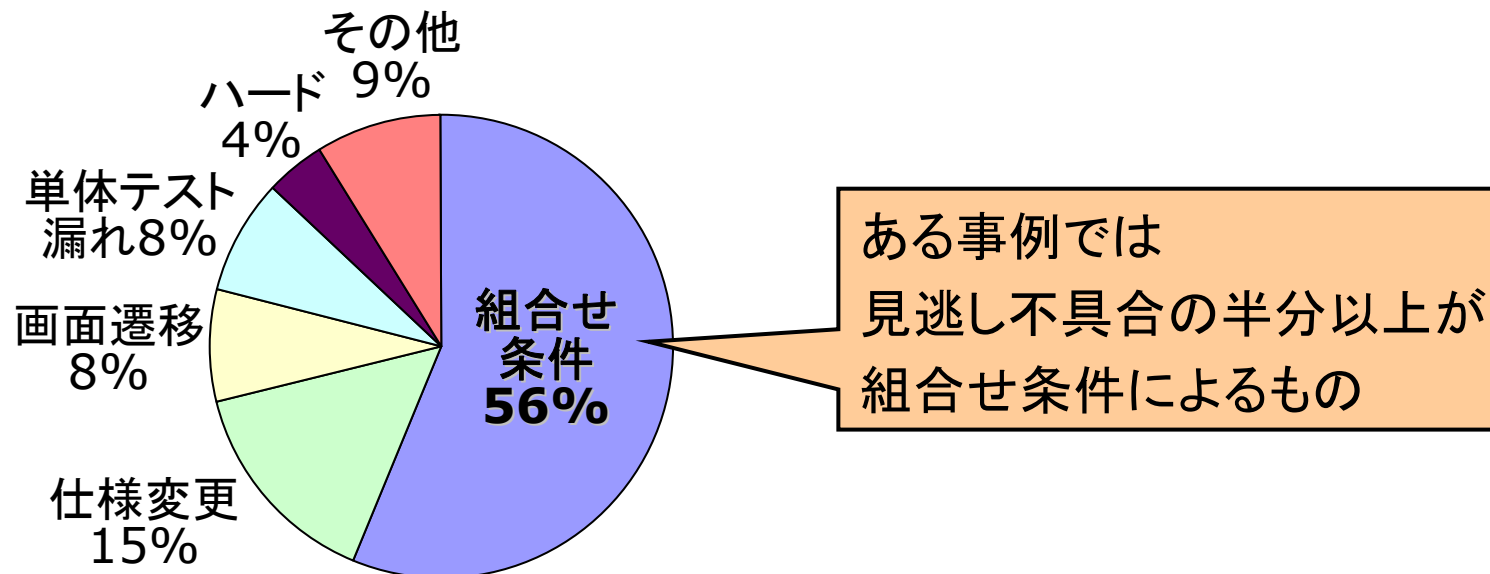 その他
9%
ハード
4%
単体テスト
漏れ8%
画面遷移
8%
仕様変更
15%
組合せ
条件
56%
ある事例では
見逃し不具合の半分以上が
組合せ条件によるもの